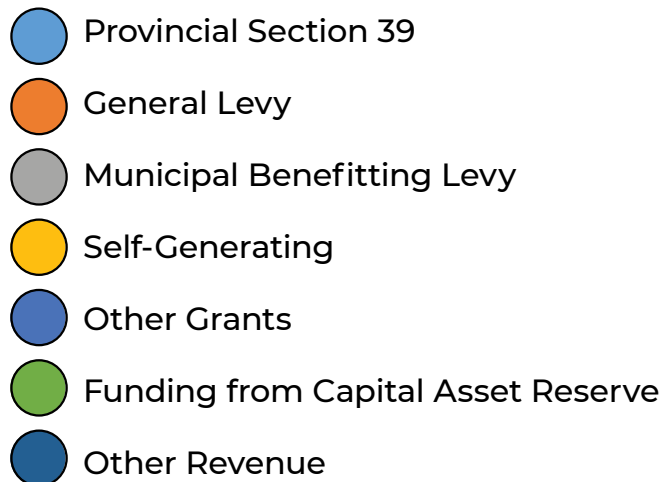 Provincial Section 39
General Levy
Municipal Benefitting Levy
Self-Generating
Other Grants
Funding from Capital Asset Reserve
Other Revenue